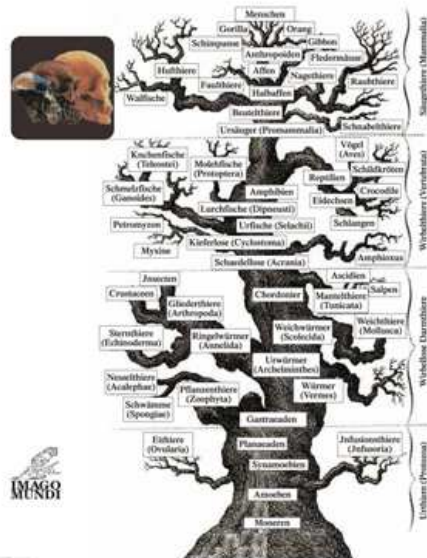 Menschen
Gorilla Orang
Schimpanse Gibbon
Anthropoiden
Fledermäuse
Affen
Hufthiere Nagethiere
Faulthiere Raubthiere
Walfische Halbaffen
Beutelthiere
Ursäuger (Promammalia) Schnabelthiere
Säugethiere (Mammalia)
Vögel
(Aves)
Knochenfische
(Teleostei)
Molchfische
(Protoptera)
Schildkröten
Reptilien
Schmelzfische
(Ganoides)
Amphibien
Crocodile
Eidechsen
Lurchfische (Dipneusti)
Petromyzon Urfische (Selachii) Schlangen
Kieferlose (Cyclostoma)
Myxine Amphioxus
Schaedellose (Acrania)
Wirbelthiere (Vertebrata)
Jnsecten Ascidien
Crustaceen Chordonier Salpen
Gliederthiere
(Arthropoda)
Mantelthiere
(Tunicata)
Sternthiere
(Echinoderma)
Ringelwürmer
(Annelida)
Weichwürmer
(Scolecida)
Weichthiere
(Mollusca)
Urwürmer
(Archelminthes)
Nesselthiere
(Acalephae)
Pflanzenthiere
(Zoophyta)
Würmer
(Vermes)
Schwämme
(Spongiae)
Gastraeaden
Wirbellose Darmthiere
Eithiere
(Ovularia)
Planaeaden
Jnfusionsthiere
(Jnfusoria)
Synamoebien
Amoeben
Moneren
Urthiere (Protozoa)
IMAGO
MUNDI